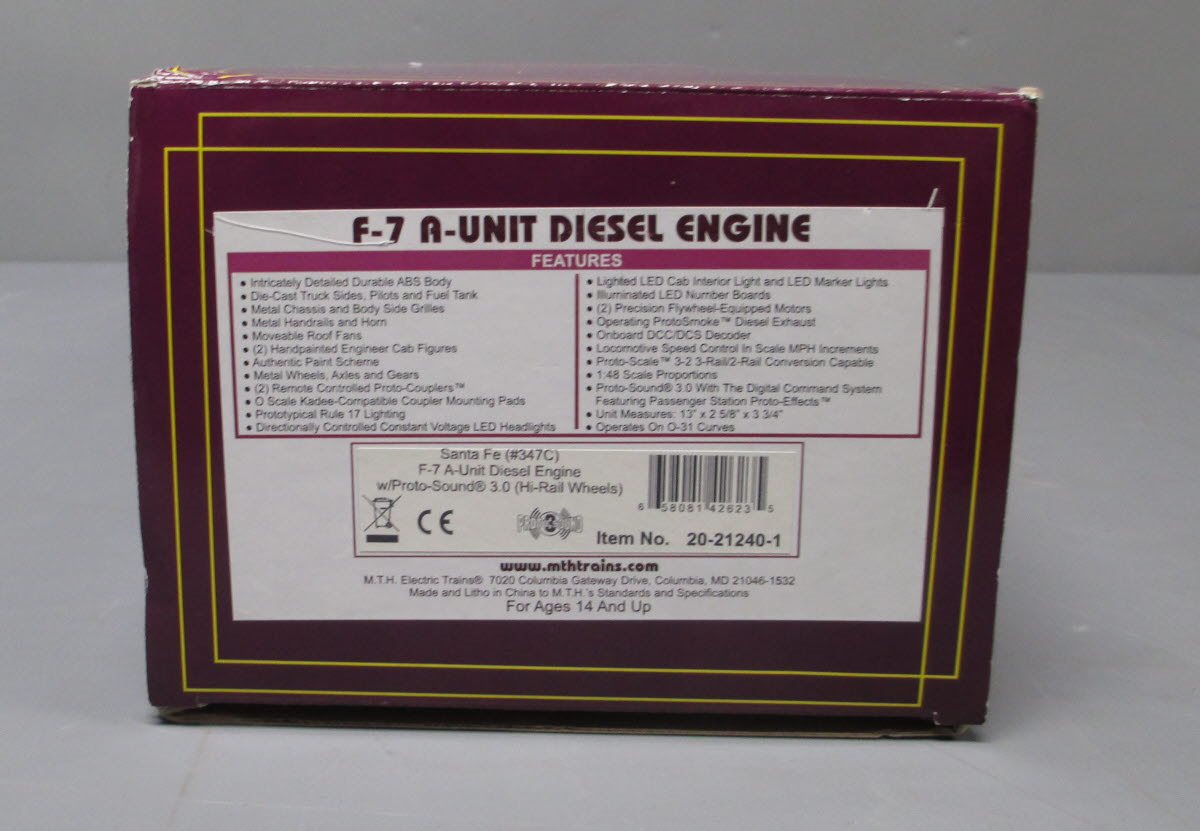 F-7 A-UNIT DIESEL ENGINE
FEATURES
• Intricately Detailed Durable ABS Body
• Die-Cast Truck Sides, Pilots and Fuel Tank
• Metal Chassis and Body Side Grilles
• Metal Handrails and Horn
• Moveable Roof Fans
• (2) Handpainted Engineer Cab Figures
• Authentic Paint Scheme
• Metal Wheels, Axles and Gears
• (2) Remote Controlled Proto-Couplers™
• O Scale Kadee-Compatible Coupler Mounting Pads
• Prototypical Rule 17 Lighting
• Directionally Controlled Constant Voltage LED Headlights
• Lighted LED Cab Interior Light and LED Marker Lights
• Illuminated LED Number Boards
• (2) Precision Flywheel-Equipped Motors
• Operating ProtoSmoke™ Diesel Exhaust
• Onboard DCC/DCS Decoder
• Locomotive Speed Control In Scale MPH Increments
• Proto-Scale™ 3-2 3-Rail/2-Rail Conversion Capable
• 1:48 Scale Proportions
• Proto-Sound® 3.0 With The Digital Command System
Featuring Passenger Station Proto-Effects™
• Unit Measures: 13" x 2 5/8" x 3 3/4"
• Operates On O-31 Curves
Santa Fe (#347C)
F-7 A-Unit Diesel Engine
w/Proto-Sound® 3.0 (Hi-Rail Wheels)
CE
PROTO 3 SOUND
6 58081 42623 5
Item No. 20-21240-1
www.mthtrains.com
M.T.H. Electric Trains® 7020 Columbia Gateway Drive, Columbia, MD 21046-1532
Made and Litho in China to M.T.H.'s Standards and Specifications
For Ages 14 And Up